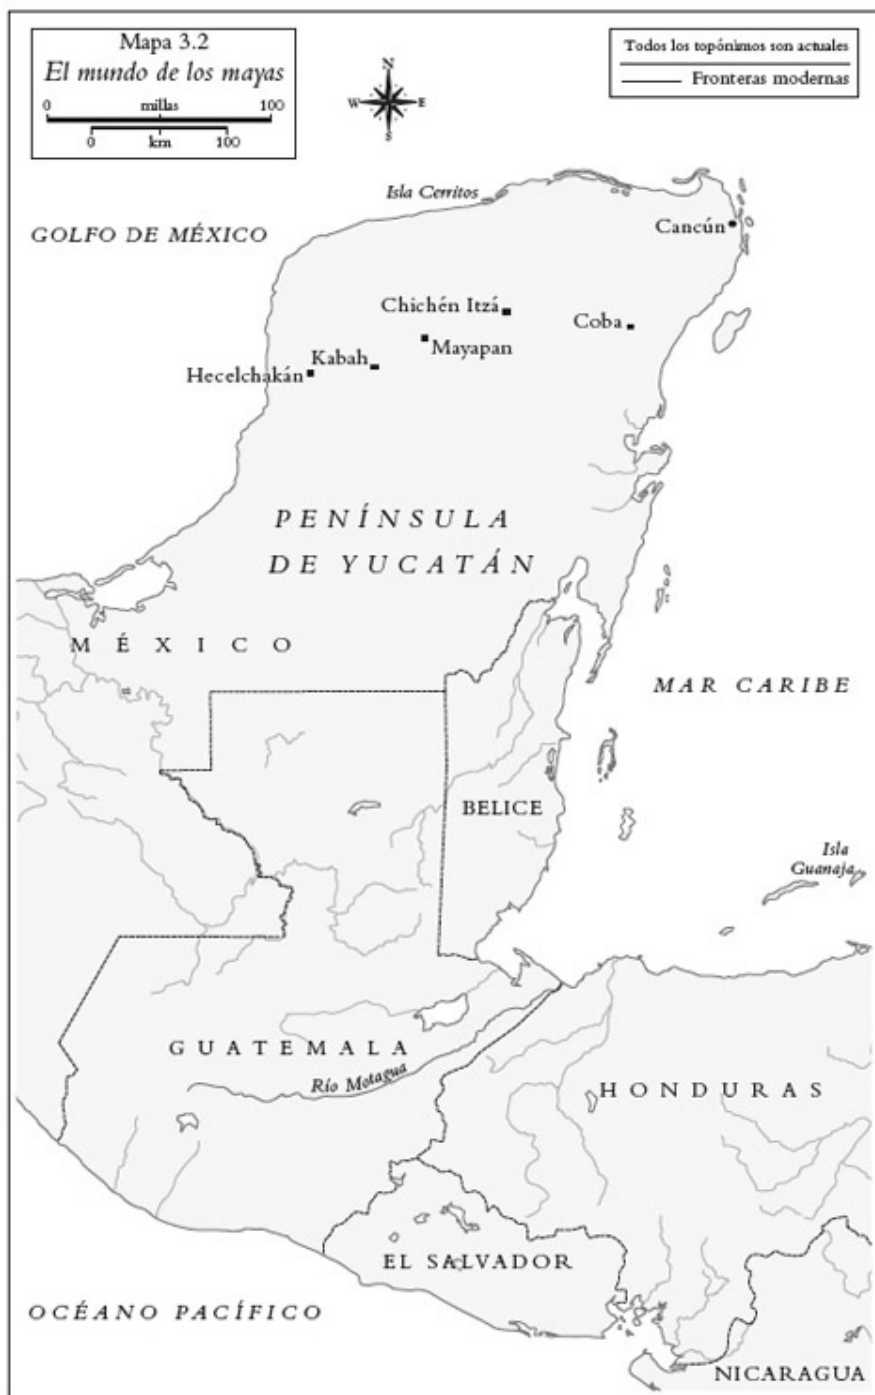 Mapa 3.2
El mundo de los mayas
0 millas 100
0 km 100
N
W E
S
Todos los topónimos son actuales
Fronteras modernas
Isla Cerritos
GOLFO DE MÉXICO
Cancún
Chichén Itzá
Coba
Mayapan
Kabah
Hecelchakán
PENÍNSULA
DE YUCATÁN
MÉXICO
MAR CARIBE
BELICE
Isla
Guanaja
GUATEMALA
Río Motagua
HONDURAS
EL SALVADOR
OCÉANO PACÍFICO
NICARAGUA